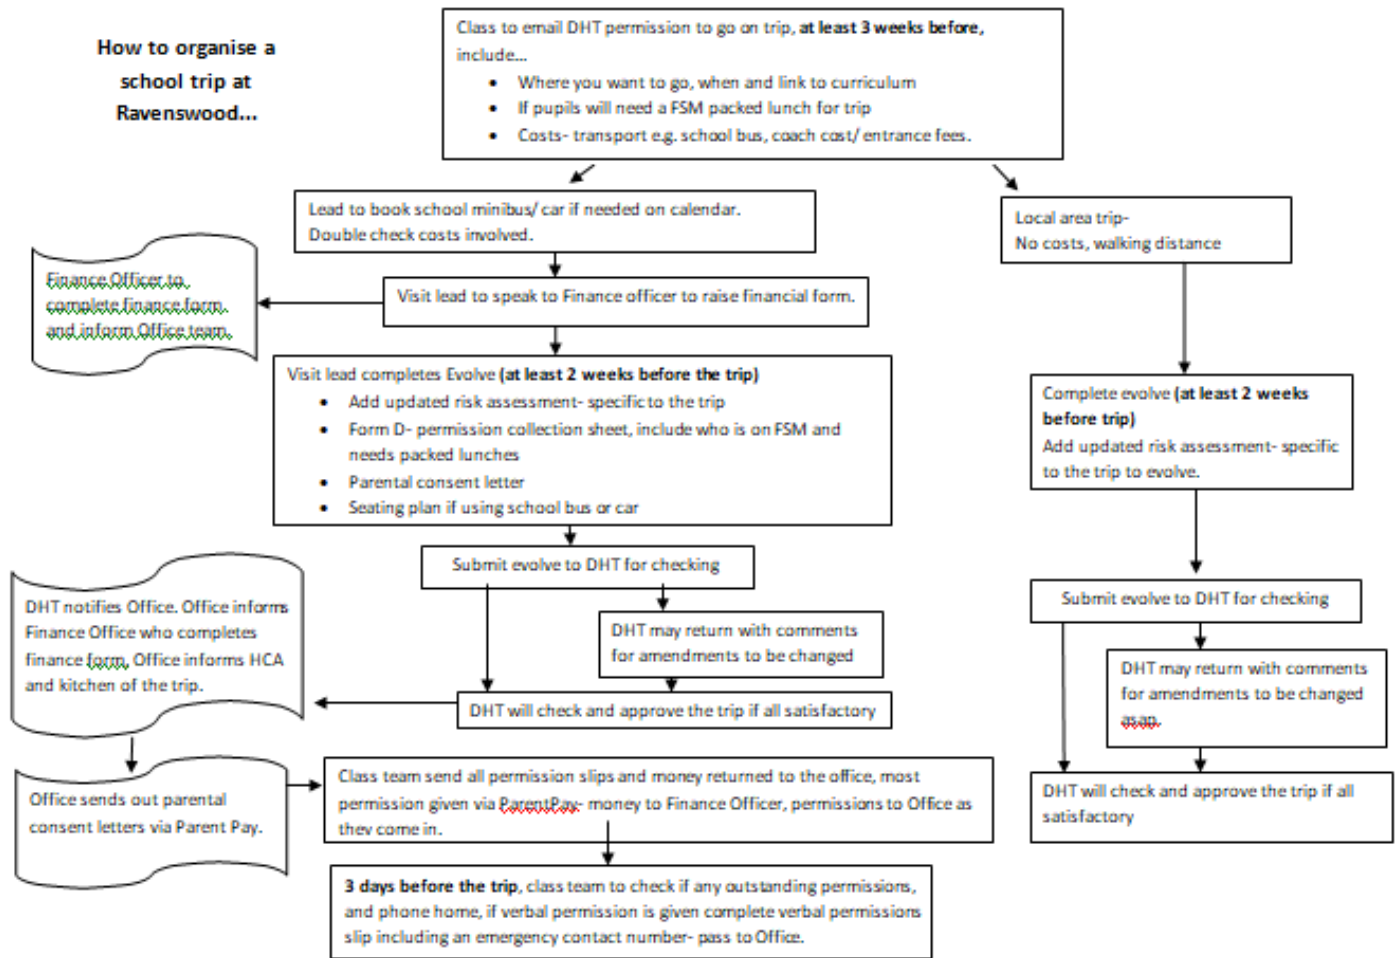 How to organise a
school trip at
Ravenswood...
Class to email DHT permission to go on trip, at least 3 weeks before,
include...
• Where you want to go, when and link to curriculum
• If pupils will need a FSM packed lunch for trip
• Costs- transport e.g. school bus, coach cost/ entrance fees.
Lead to book school minibus/ car if needed on calendar.
Double check costs involved.
Local area trip-
No costs, walking distance
Finance Officer to
complete finance form
and inform Office team.
Visit lead to speak to Finance officer to raise financial form.
Visit lead completes Evolve (at least 2 weeks before the trip)
• Add updated risk assessment- specific to the trip
• Form D- permission collection sheet, include who is on FSM and
needs packed lunches
• Parental consent letter
• Seating plan if using school bus or car
Complete evolve (at least 2 weeks
before trip)
Add updated risk assessment- specific
to the trip to evolve.
Submit evolve to DHT for checking
DHT may return with comments
for amendments to be changed
DHT will check and approve the trip if all satisfactory
Submit evolve to DHT for checking
DHT may return with comments
for amendments to be changed
asap.
DHT will check and approve the trip if all
satisfactory
DHT notifies Office. Office informs
Finance Office who completes
finance form, Office informs HCA
and kitchen of the trip.
Office sends out parental
consent letters via Parent Pay.
Class team send all permission slips and money returned to the office, most
permission given via ParentPay- money to Finance Officer, permissions to Office as
they come in.
3 days before the trip, class team to check if any outstanding permissions,
and phone home, if verbal permission is given complete verbal permissions
slip including an emergency contact number- pass to Office.